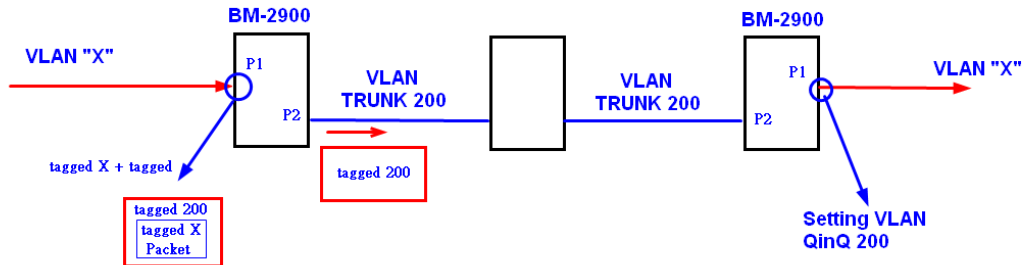 BM-2900
BM-2900
VLAN "X"
P1
VLAN
TRUNK 200
VLAN
TRUNK 200
P1
VLAN "X"
P2
P2
tagged X + tagged
tagged 200
tagged 200
tagged X
Packet
Setting VLAN
QinQ 200